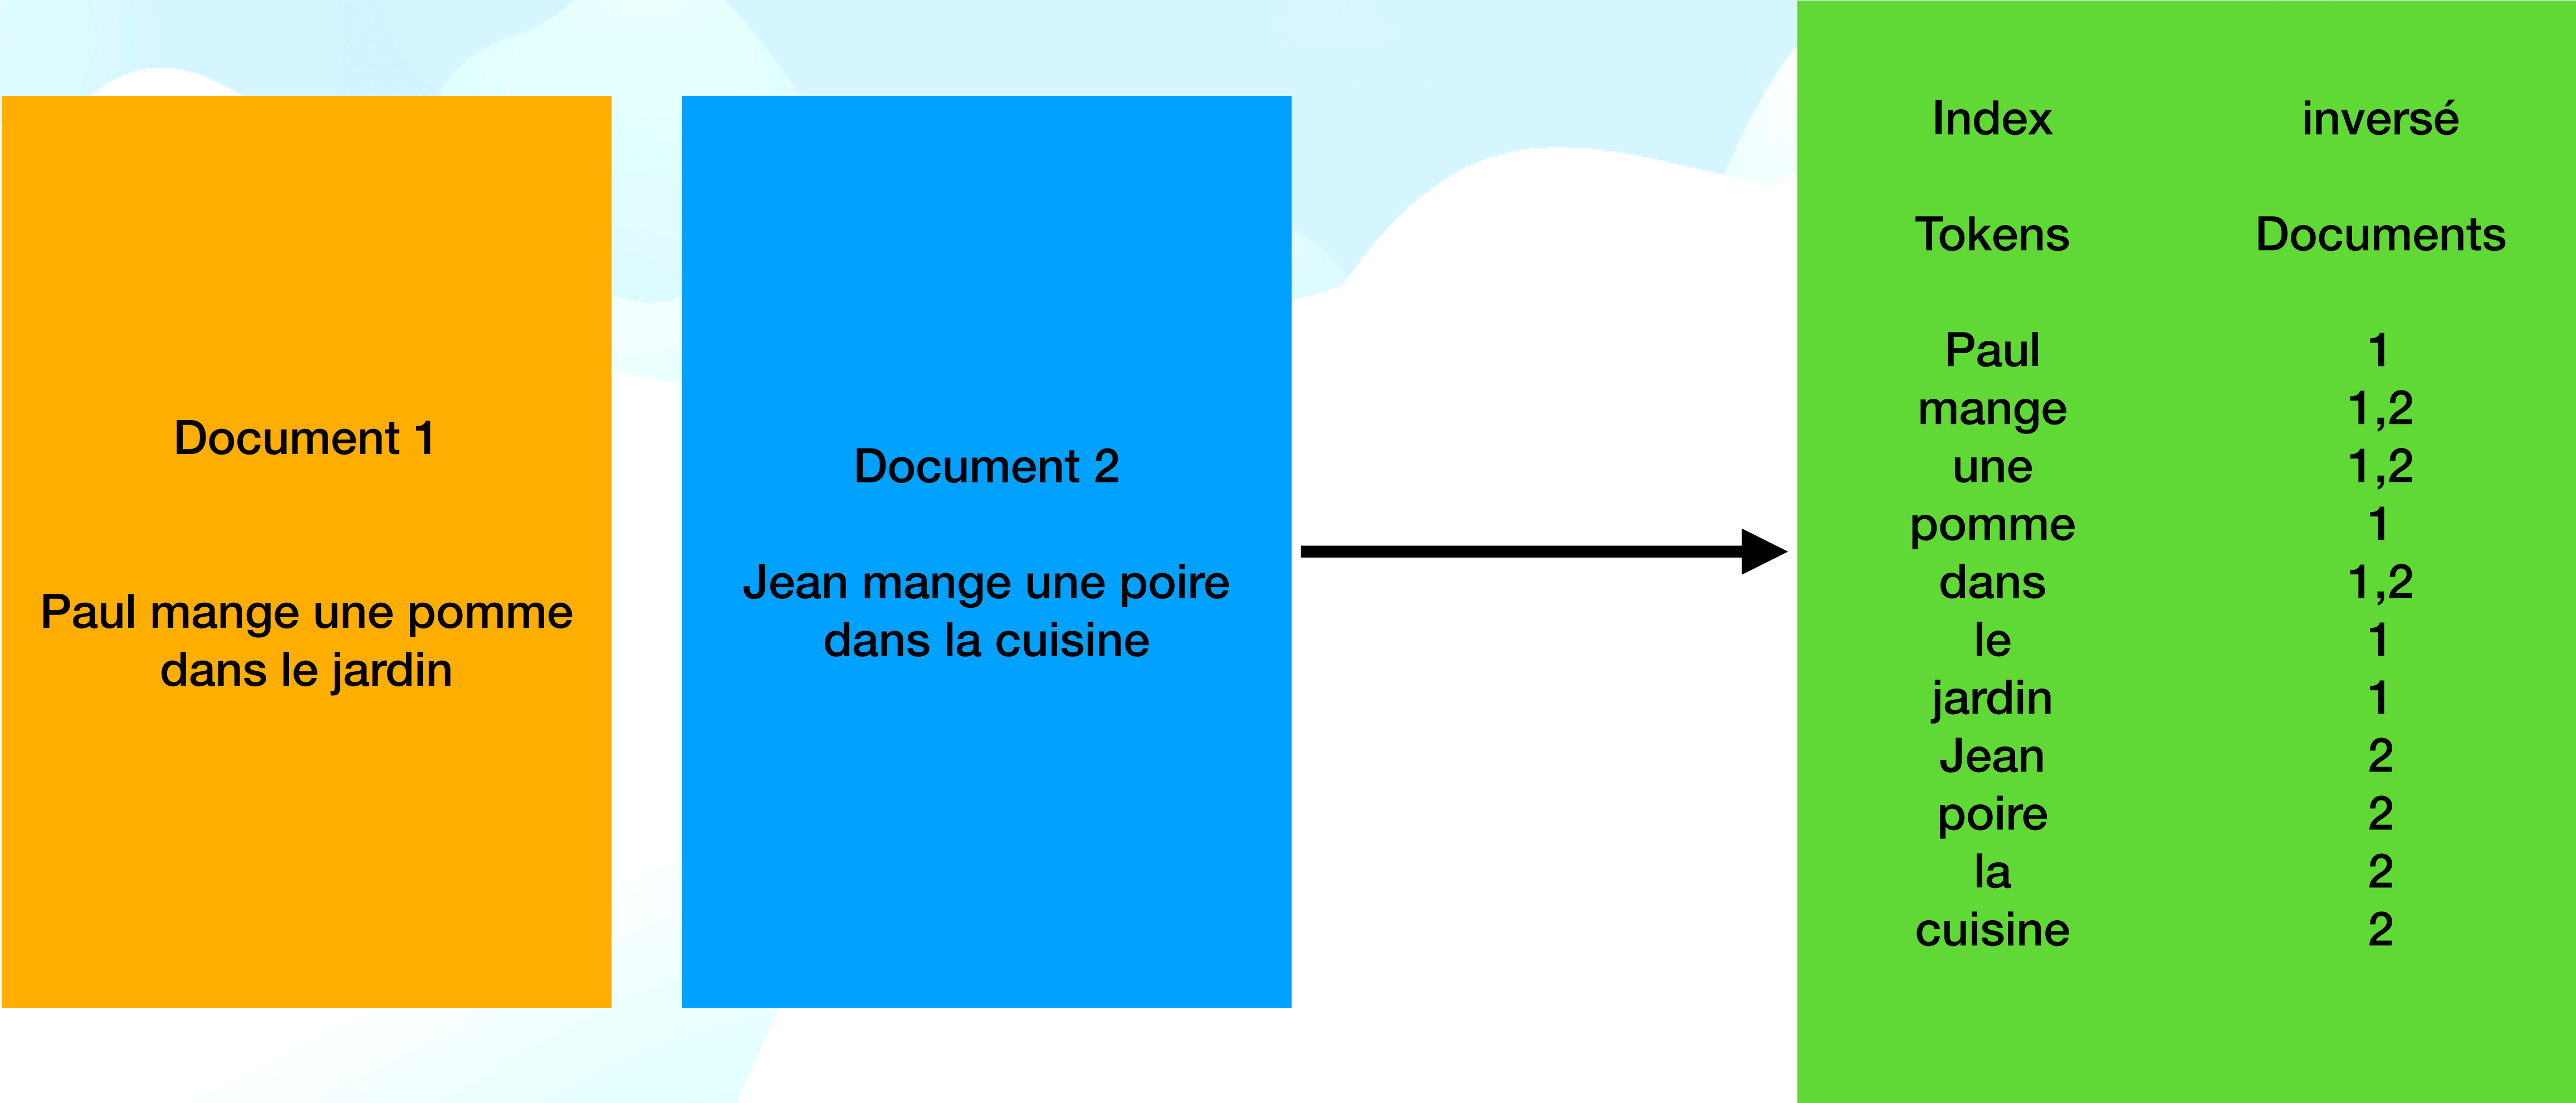 Document 1
Paul mange une pomme
dans le jardin
Document 2
Jean mange une poire
dans la cuisine
Index inversé
Tokens Documents
Paul 1
mange 1,2
une 1,2
pomme 1
dans 1,2
le 1
jardin 1
Jean 2
poire 2
la 2
cuisine 2